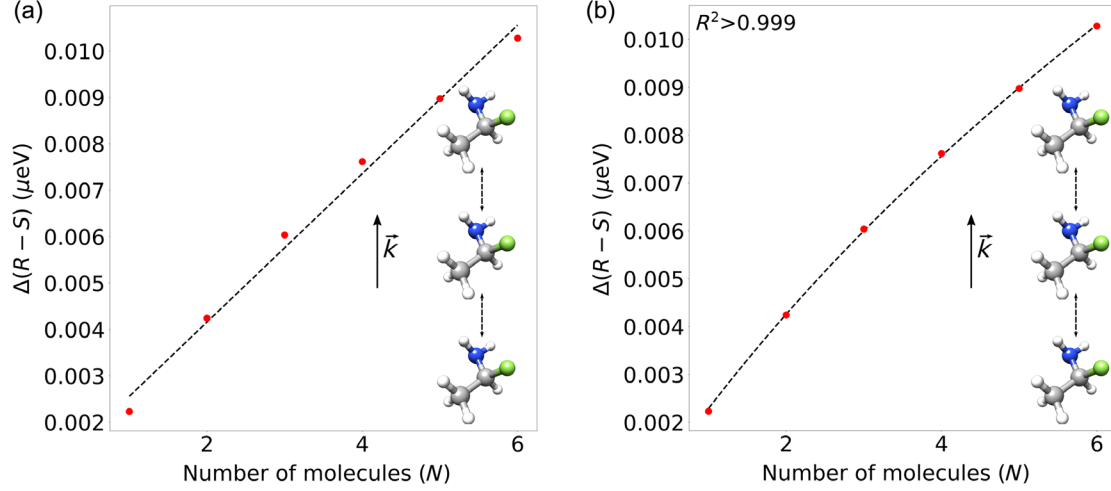 (a)
Δ(R − S) (μeV)
0.010
0.009
0.008
0.007
0.006
0.005
0.004
0.003
0.002
k⃗
2 4 6
Number of molecules (N)
(b)
R²>0.999
Δ(R − S) (μeV)
0.010
0.009
0.008
0.007
0.006
0.005
0.004
0.003
0.002
k⃗
2 4 6
Number of molecules (N)